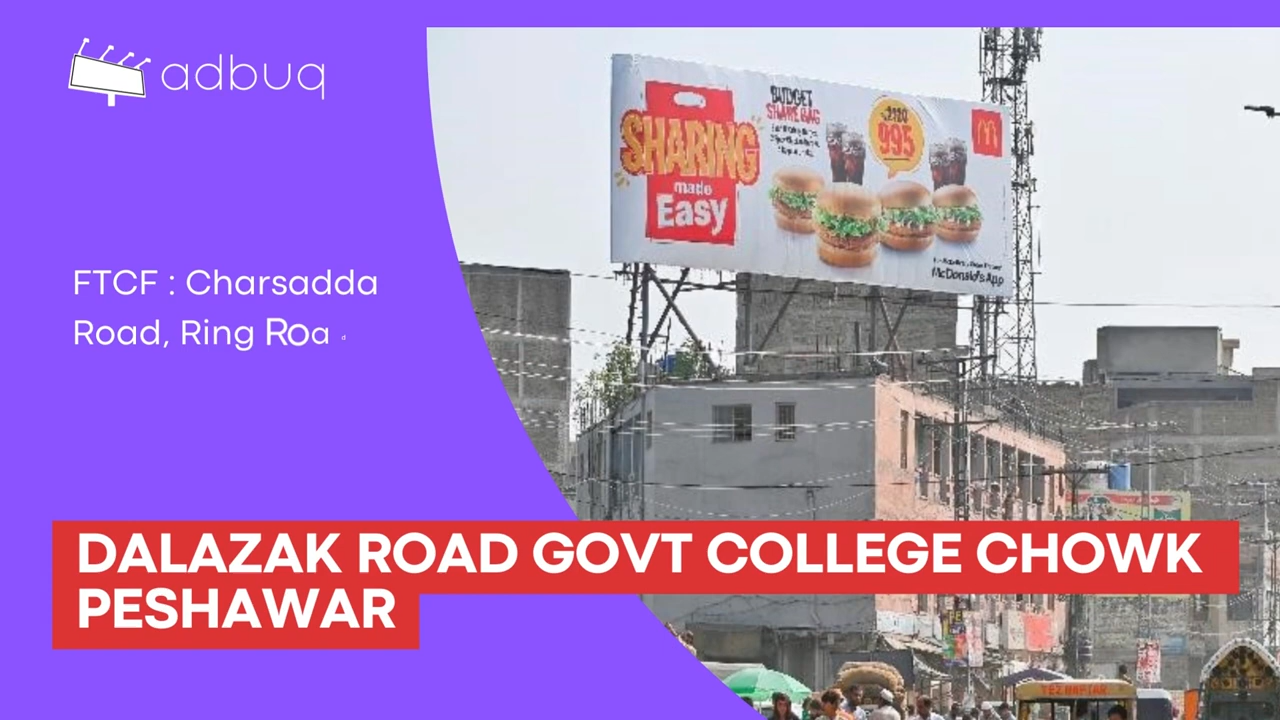 adbuq
FTCF : Charsadda
Road, Ring Roa d
DALAZAK ROAD GOVT COLLEGE CHOWK
PESHAWAR
SHARING
made
Easy
BUDGET
SHARE BAG
2120
995
McDonald's App
TEZ RAFTAR